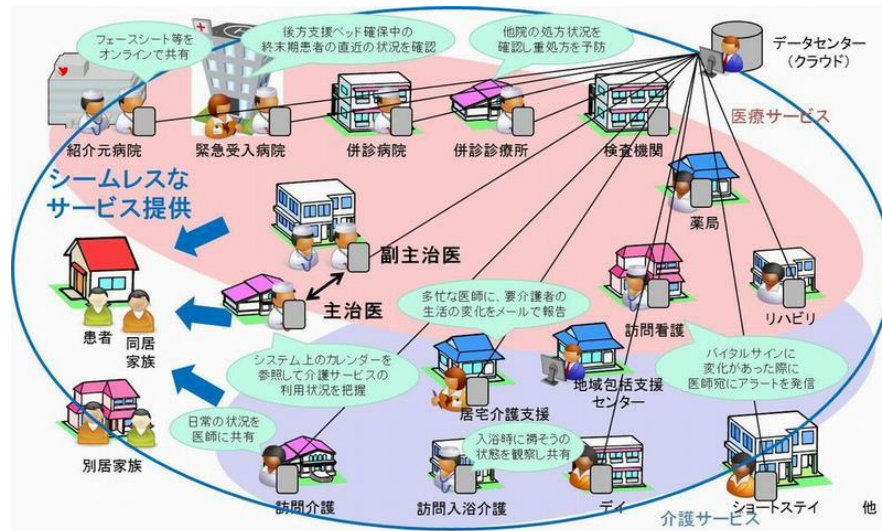 フェースシート等を
オンラインで共有
後方支援ベッド確保中の
終末期患者の直近の状況を確認
他院の処方状況を
確認し重処方を予防
データセンター
（クラウド）
医療サービス
紹介元病院
緊急受入病院
併診病院
併診診療所
検査機関
シームレスな
サービス提供
薬局
副主治医
主治医
患者
同居
家族
多忙な医師に、要介護者の
生活の変化をメールで報告
訪問看護
リハビリ
システム上のカレンダーを
参照して介護サービスの
利用状況を把握
バイタルサインに
変化があった際に
医師宛にアラートを発信
地域包括支援
センター
居宅介護支援
日常の状況を
医師に共有
別居家族
入浴時に褥そうの
状態を観察し共有
訪問介護
訪問入浴介護
デイ
ショートステイ
他
介護サービス